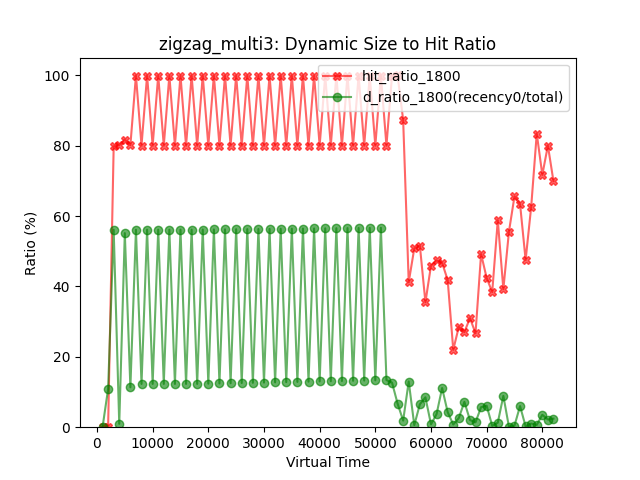 zigzag_multi3: Dynamic Size to Hit Ratio
hit_ratio_1800
d_ratio_1800(recency0/total)
Ratio (%)
100
80
60
40
20
0
0 10000 20000 30000 40000 50000 60000 70000 80000
Virtual Time